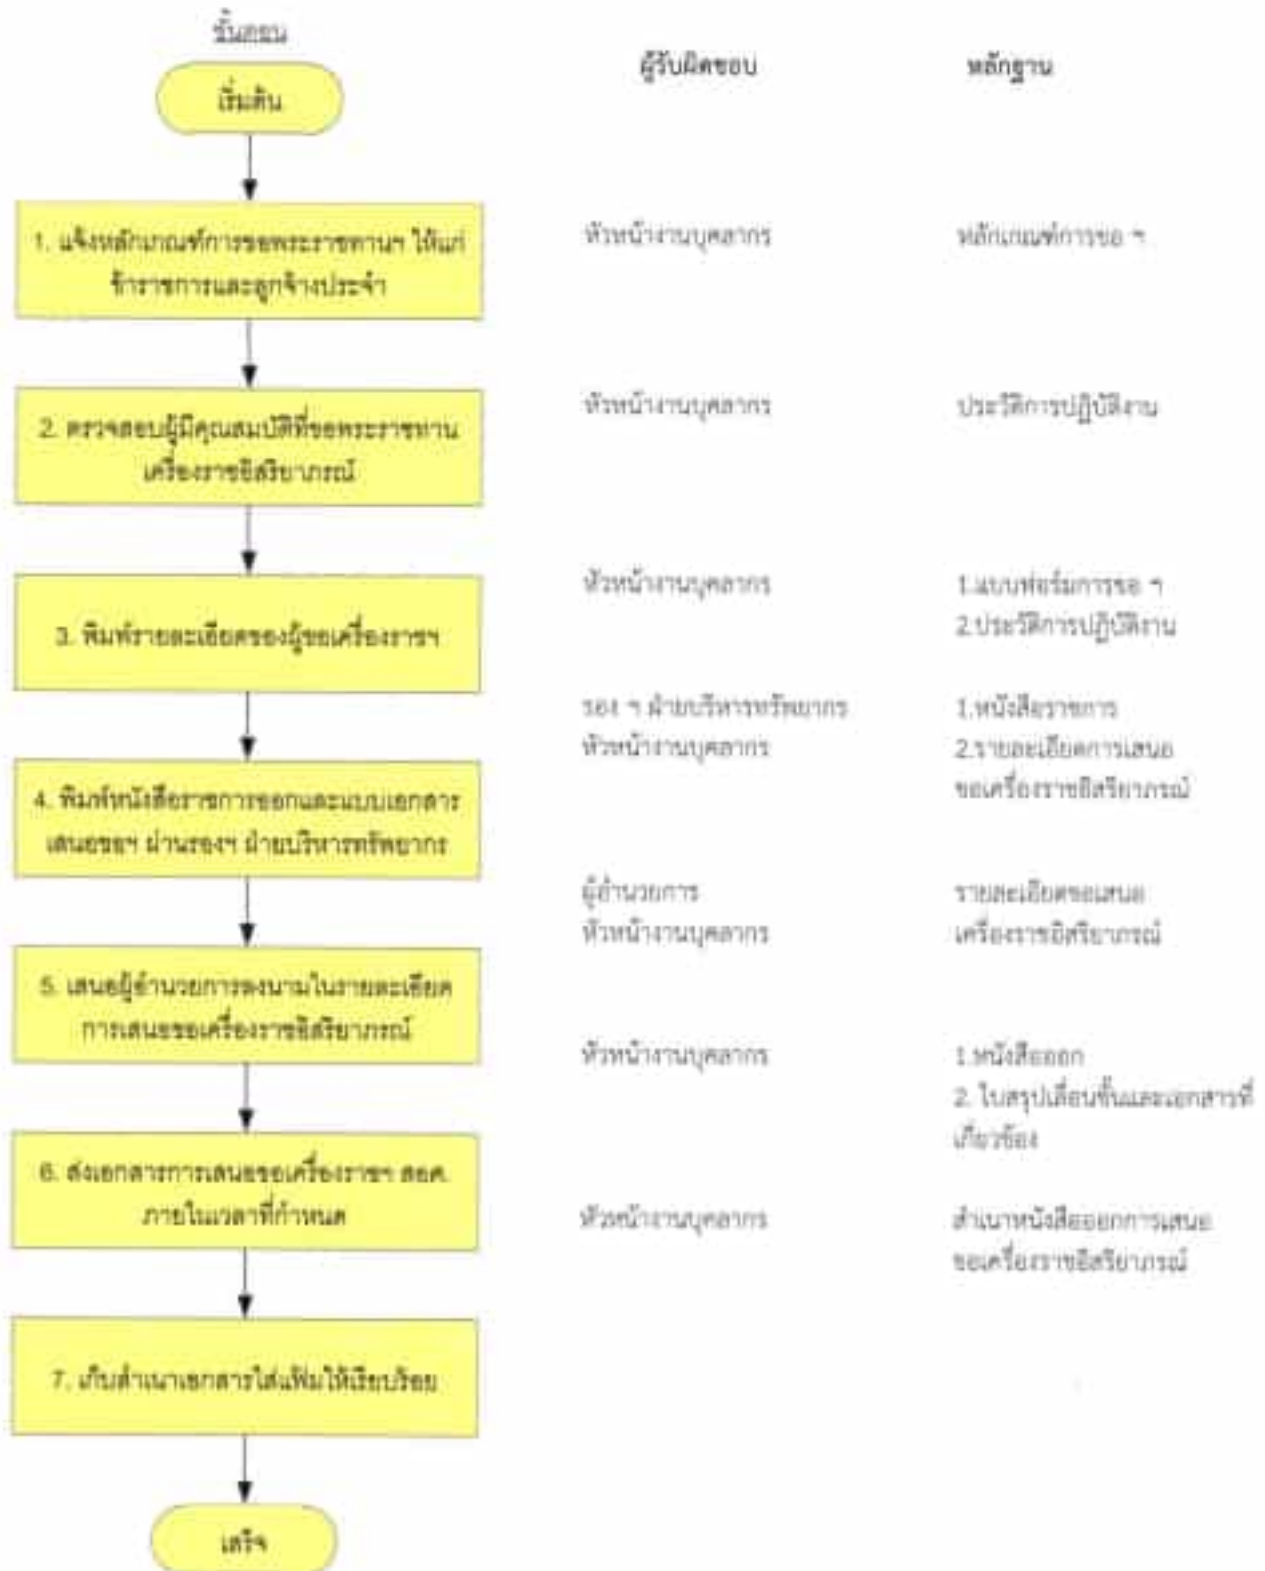 ขั้นตอน
ผู้รับผิดชอบ
หลักฐาน
เริ่มต้น
1. แจ้งหลักเกณฑ์การขอพระราชทานฯ ให้แก่
ข้าราชการและลูกจ้างประจำ
หัวหน้างานบุคลากร
หลักเกณฑ์การขอ ฯ
2. ตรวจสอบผู้มีคุณสมบัติที่ขอพระราชทาน
เครื่องราชอิสริยาภรณ์
หัวหน้างานบุคลากร
ประวัติการปฏิบัติงาน
3. พิมพ์รายละเอียดของผู้ขอเครื่องราชฯ
หัวหน้างานบุคลากร
1.แบบฟอร์มการขอ ฯ
2.ประวัติการปฏิบัติงาน
4. พิมพ์หนังสือราชการออกและแบบเอกสาร
เสนอขอฯ ผ่านรองฯ ฝ่ายบริหารทรัพยากร
รอง ฯ ฝ่ายบริหารทรัพยากร
หัวหน้างานบุคลากร
1.หนังสือราชการ
2.รายละเอียดการเสนอ
ขอเครื่องราชอิสริยาภรณ์
5. เสนอผู้อำนวยการลงนามในรายละเอียด
การเสนอขอเครื่องราชอิสริยาภรณ์
ผู้อำนวยการ
หัวหน้างานบุคลากร
รายละเอียดขอเสนอ
เครื่องราชอิสริยาภรณ์
6. ส่งเอกสารการเสนอขอเครื่องราชฯ สอศ.
ภายในเวลาที่กำหนด
หัวหน้างานบุคลากร
1.หนังสือออก
2. ใบสรุปเลื่อนชั้นและเอกสารที่
เกี่ยวข้อง
7. เก็บสำเนาเอกสารใส่แฟ้มให้เรียบร้อย
หัวหน้างานบุคลากร
สำเนาหนังสือออกการเสนอ
ขอเครื่องราชอิสริยาภรณ์
เสร็จ